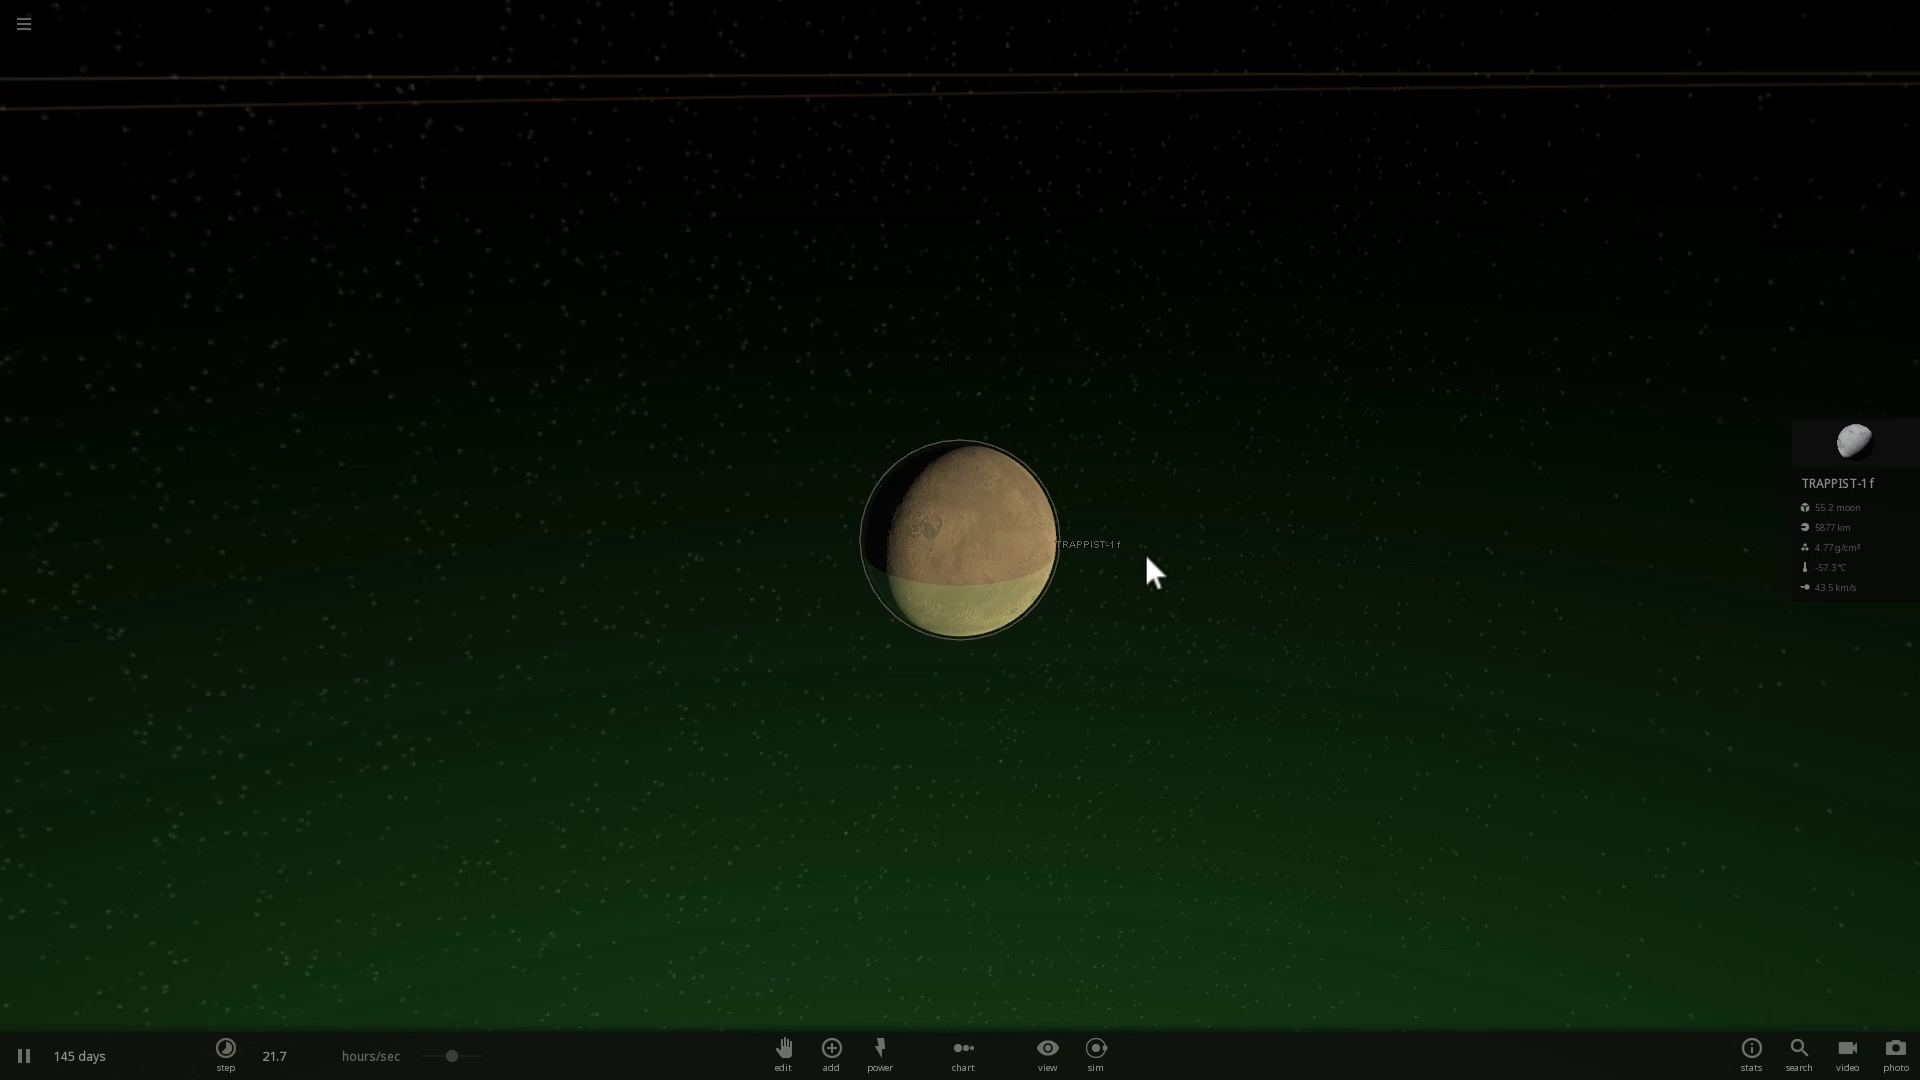 TRAPPIST-1 f
TRAPPIST-1 f
55.2 moon
5877 km
4.77 g/cm³
-57.3 °C
43.5 km/s
145 days
step
21.7
hours/sec
edit
add
power
chart
view
sim
stats
search
video
photo